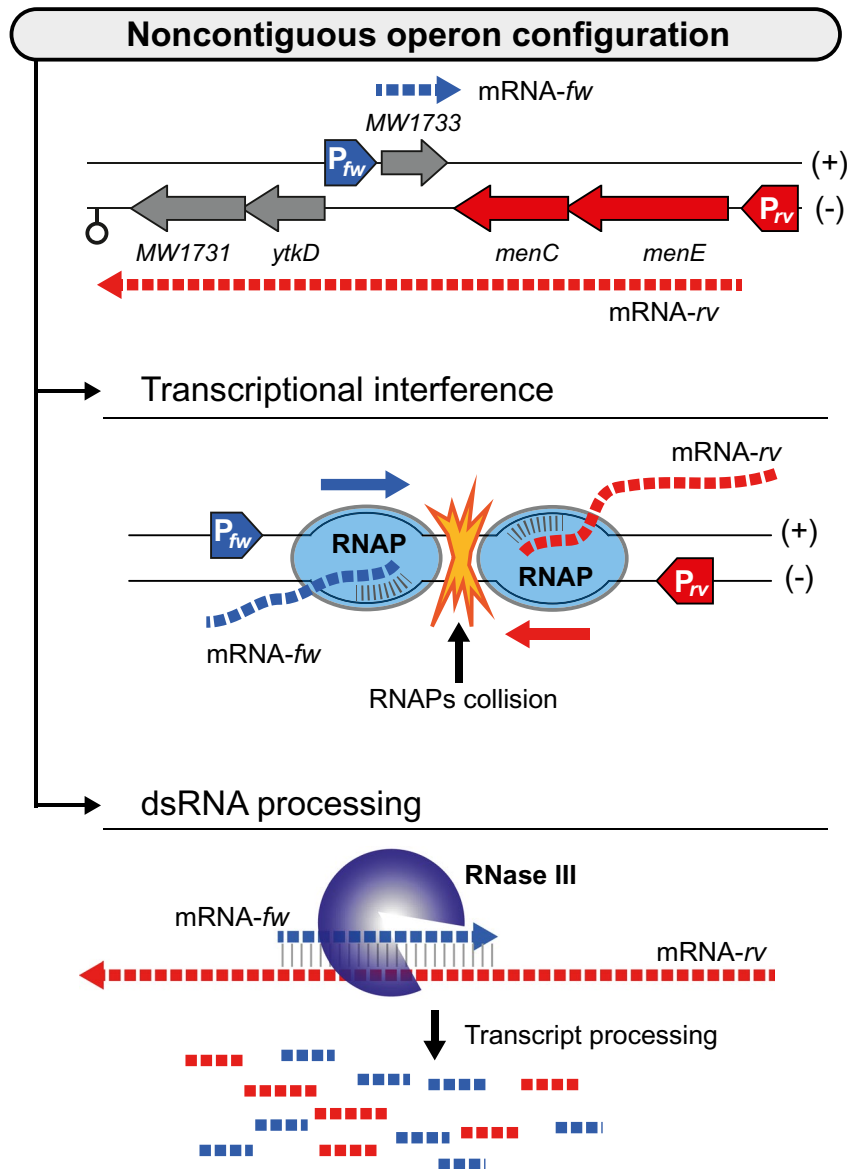 Noncontiguous operon configuration
mRNA-fw
MW1733
Pfw
(+)
Prv
(-)
MW1731 ytkD menC menE
mRNA-rv
Transcriptional interference
mRNA-rv
Pfw
RNAP
(+)
RNAP
Prv
(-)
mRNA-fw
RNAPs collision
dsRNA processing
RNase III
mRNA-fw
mRNA-rv
Transcript processing